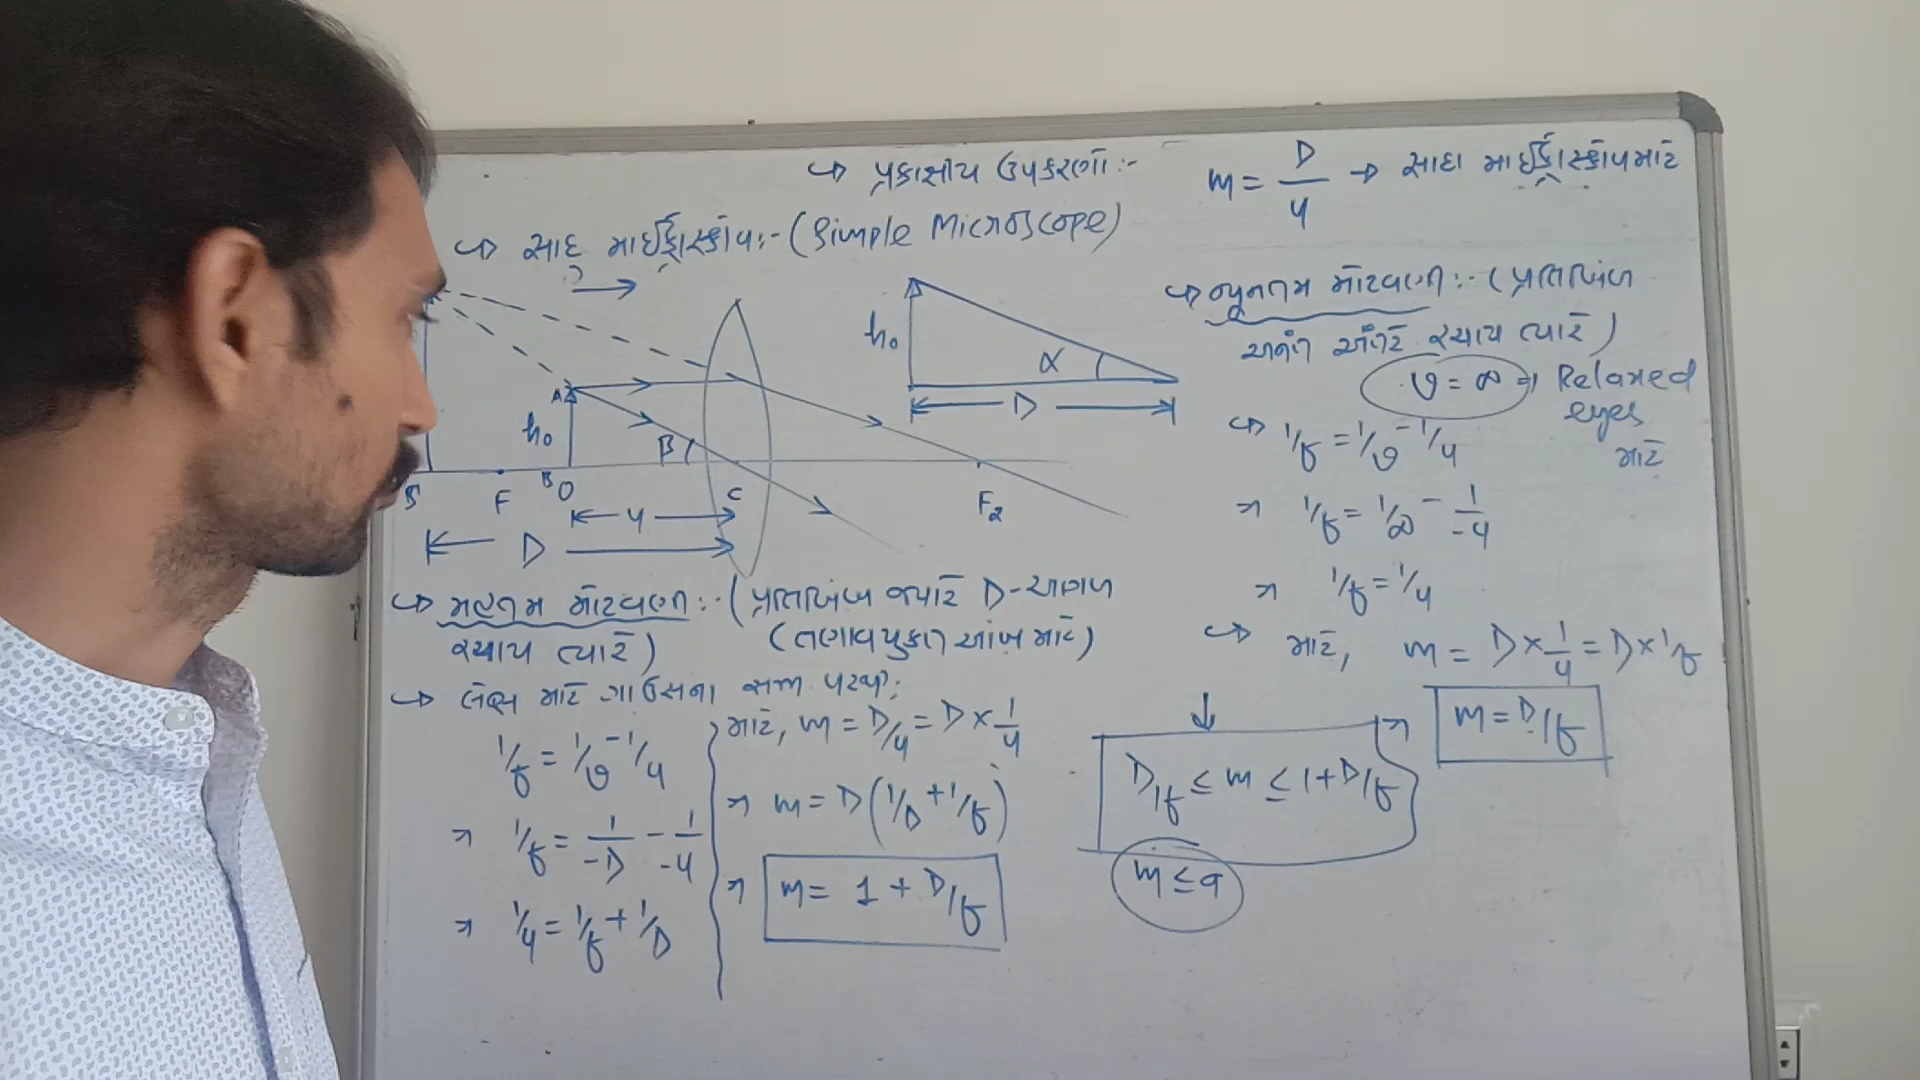 ↪ પ્રકાશીય ઉપકરણો :-
m = D/u → સાદા માઈક્રોસ્કોપ માટે
↪ સાદુ માઈક્રોસ્કોપ :- (Simple Microscope)
h₀
α
D
A
h₀
β
B'
F
B
O
C
F₂
u
D
↪ મહત્તમ મોટવણી :- (પ્રતિબિંબ જ્યારે D-આગળ
રચાય ત્યારે) (તણાવયુક્ત આંખ માટે)
↪ લેન્સ માટે ગાઉસના સૂત્ર પરથી:
1/f = 1/v - 1/u
⇒ 1/f = 1/-D - 1/-u
⇒ 1/u = 1/f + 1/D
માટે, m = D/u = D × 1/u
⇒ m = D(1/D + 1/f)
⇒ m = 1 + D/f
↪ ન્યૂનતમ મોટવણી :- (પ્રતિબિંબ
અનંત અંતરે રચાય ત્યારે)
v = ∞ ⇒ Relaxed
eyes
માટે
↪ 1/f = 1/v - 1/u
⇒ 1/f = 1/∞ - 1/-u
⇒ 1/f = 1/u
↪ માટે, m = D × 1/u = D × 1/f
⇒ m = D/f
↓
D/f ≤ m ≤ 1 + D/f
m ≤ 9